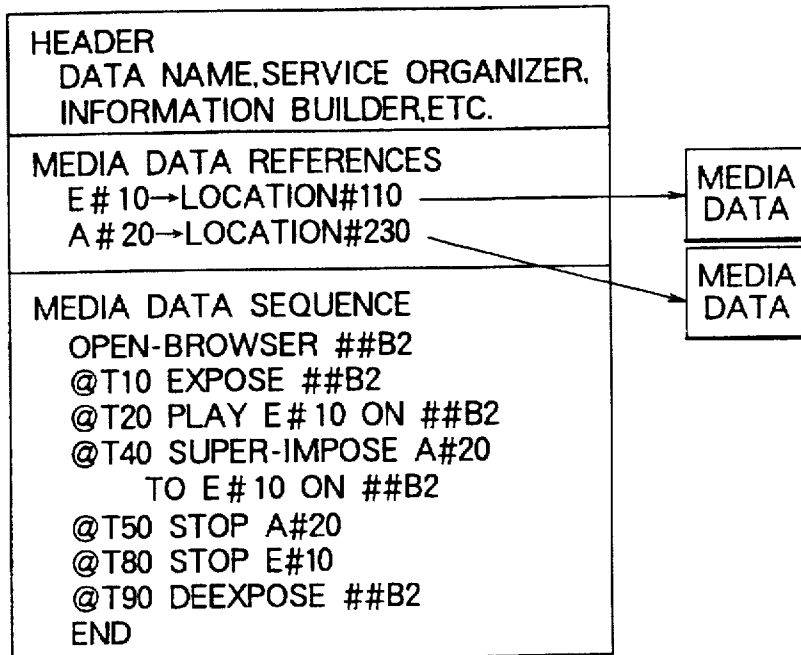 HEADER
DATA NAME,SERVICE ORGANIZER,
INFORMATION BUILDER,ETC.
MEDIA DATA REFERENCES
E#10→LOCATION#110
A#20→LOCATION#230
MEDIA
DATA
MEDIA
DATA
MEDIA DATA SEQUENCE
OPEN-BROWSER ##B2
@T10 EXPOSE ##B2
@T20 PLAY E#10 ON ##B2
@T40 SUPER-IMPOSE A#20
TO E#10 ON ##B2
@T50 STOP A#20
@T80 STOP E#10
@T90 DEEXPOSE ##B2
END